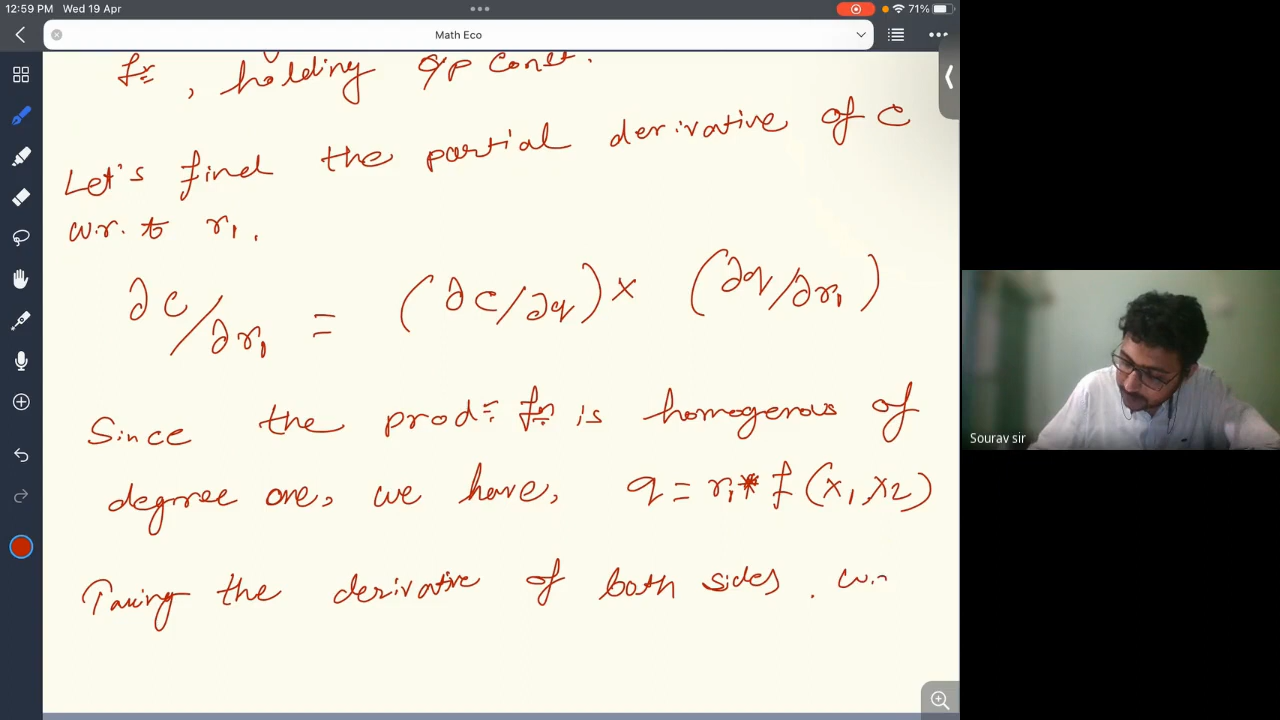 12:59 PM Wed 19 Apr
71%
Math Eco
fn, holding o/p const.
Let's find the partial derivative of C
w.r. to r1.
∂C/∂r1 = (∂C/∂q) × (∂q/∂r1)
Since the prod= fn is homogenous of
degree one, we have, q = r1* f (x1, x2)
Taking the derivative of both sides. w.r
Sourav sir